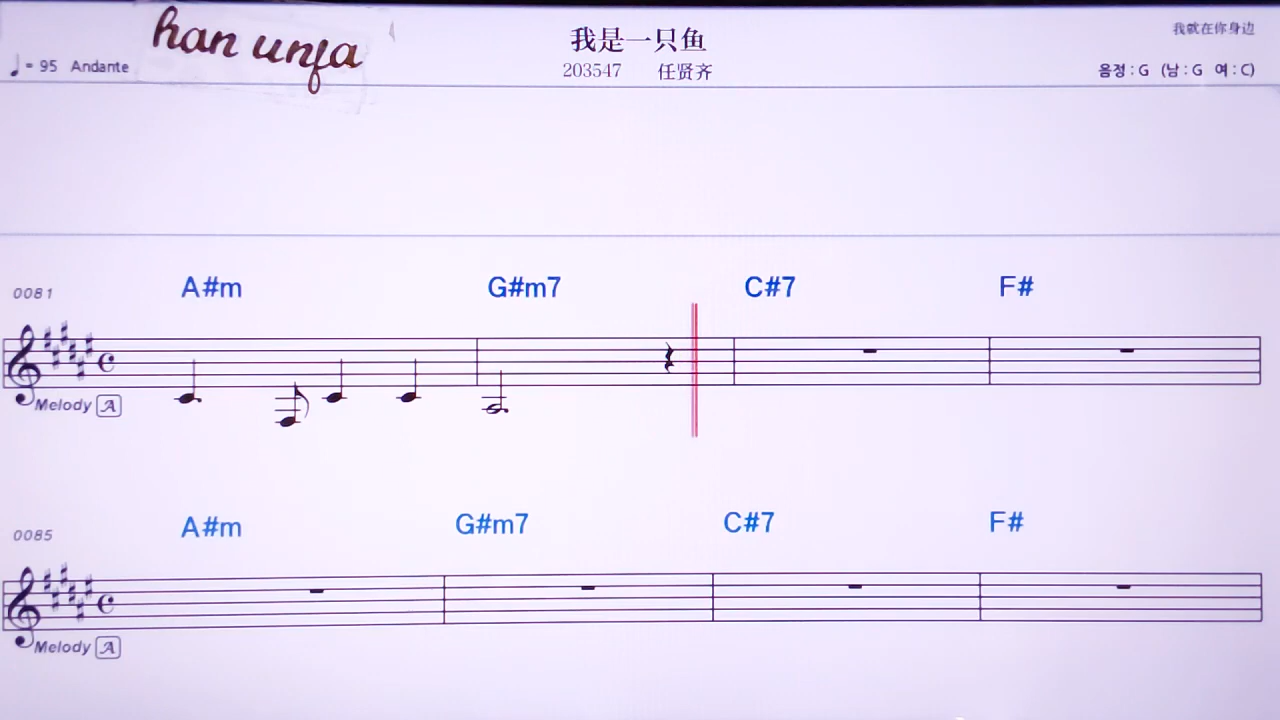 han unfa
我是一只鱼
我就在你身边
♩= 95 Andante
203547 任贤齐
음정 : G (남 : G 여 : C)
A#m G#m7 C#7 F#
0081
Melody A
A#m G#m7 C#7 F#
0085
Melody A